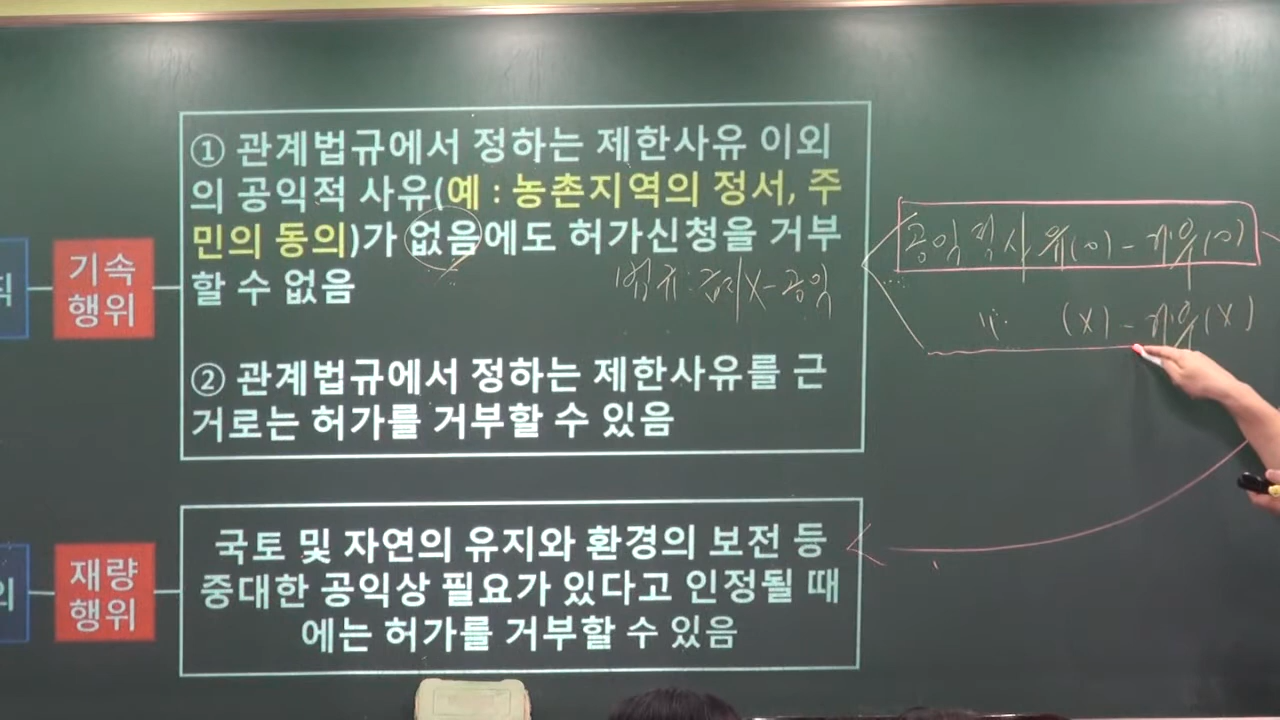 ① 관계법규에서 정하는 제한사유 이외
의 공익적 사유(예 : 농촌지역의 정서, 주
민의 동의)가 없음에도 허가신청을 거부
할 수 없음
② 관계법규에서 정하는 제한사유를 근
거로는 허가를 거부할 수 있음
기속
행위
법규: 금지X-공익
공익적사유(O) - 거부(O)
〃 (X) - 거부(X)
국토 및 자연의 유지와 환경의 보전 등
중대한 공익상 필요가 있다고 인정될 때
에는 허가를 거부할 수 있음
재량
행위